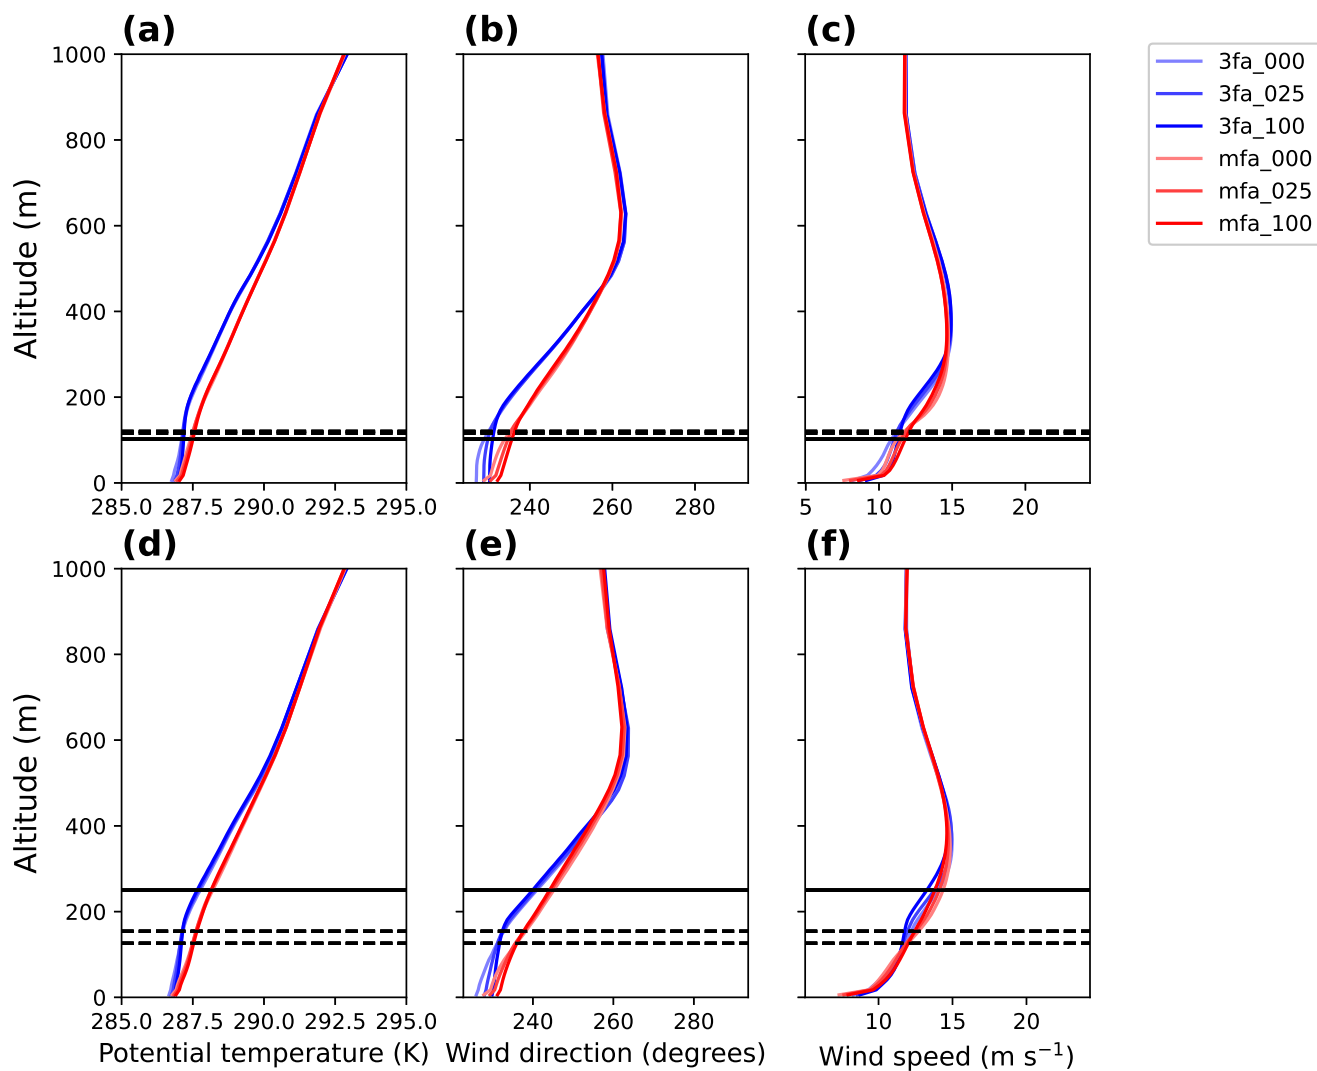 (a) (b) (c)
3fa_000
3fa_025
3fa_100
mfa_000
mfa_025
mfa_100
1000
800
600
400
200
0
Altitude (m)
285.0 287.5 290.0 292.5 295.0
240 260 280
5 10 15 20
(d) (e) (f)
1000
800
600
400
200
0
Altitude (m)
285.0 287.5 290.0 292.5 295.0
240 260 280
10 15 20
Potential temperature (K)
Wind direction (degrees)
Wind speed (m s⁻¹)